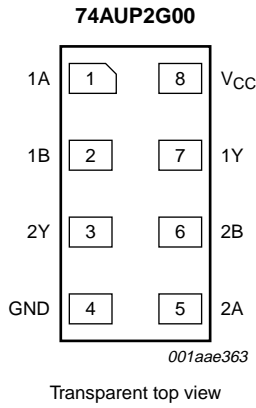 74AUP2G00
1A 1 8 VCC
1B 2 7 1Y
2Y 3 6 2B
GND 4 5 2A
001aae363
Transparent top view